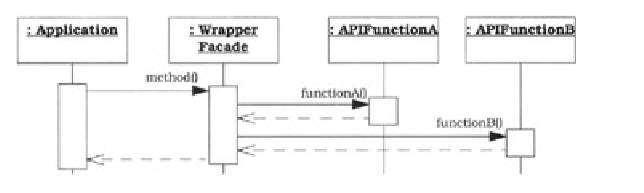 : Application
: Wrapper
Facade
: APIFunctionA
: APIFunctionB
method()
functionA()
functionB()